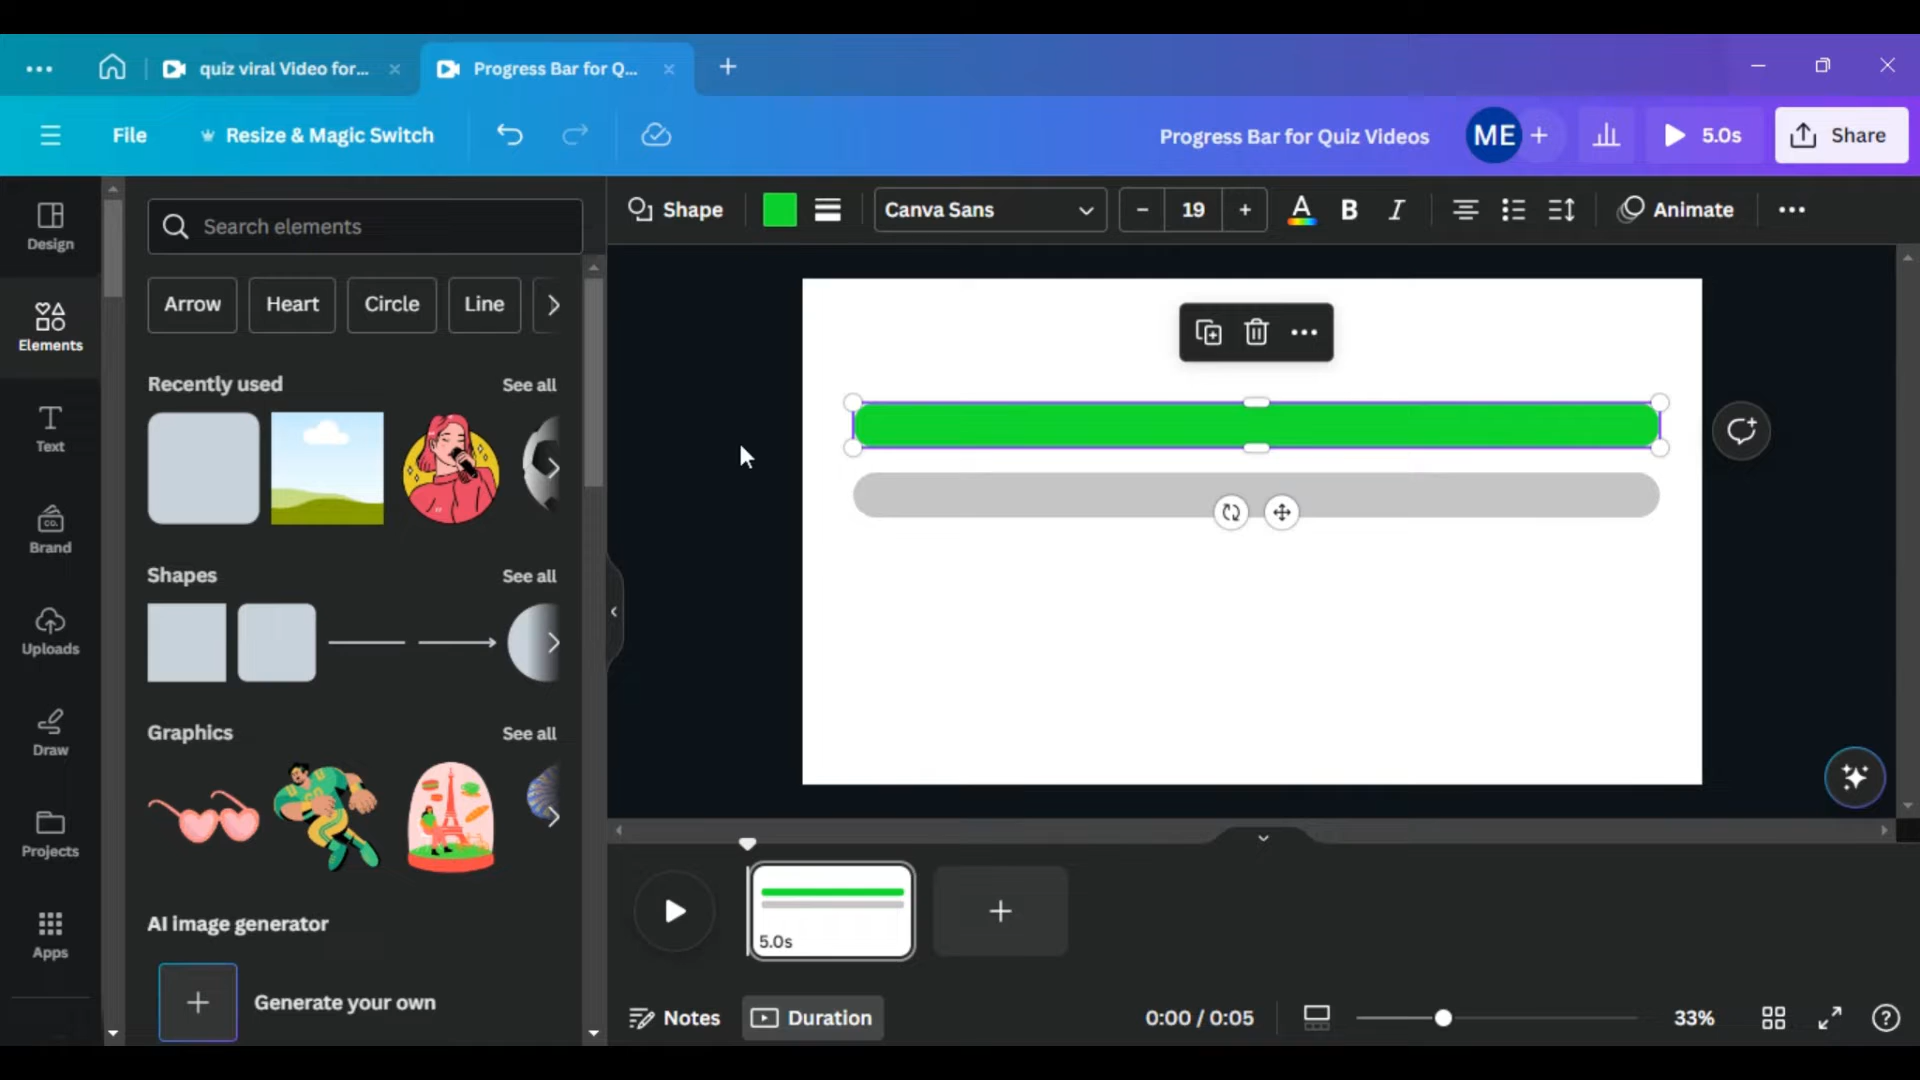 quiz viral Video for...
Progress Bar for Q...
File
Resize & Magic Switch
Progress Bar for Quiz Videos
ME
5.0s
Share
Design
Elements
Text
Brand
CO.
Uploads
Draw
Projects
Apps
Search elements
Arrow
Heart
Circle
Line
Recently used
See all
Shapes
See all
Graphics
See all
AI image generator
Generate your own
Shape
Canva Sans
19
A
B
I
Animate
5.0s
Notes
Duration
0:00 / 0:05
33%